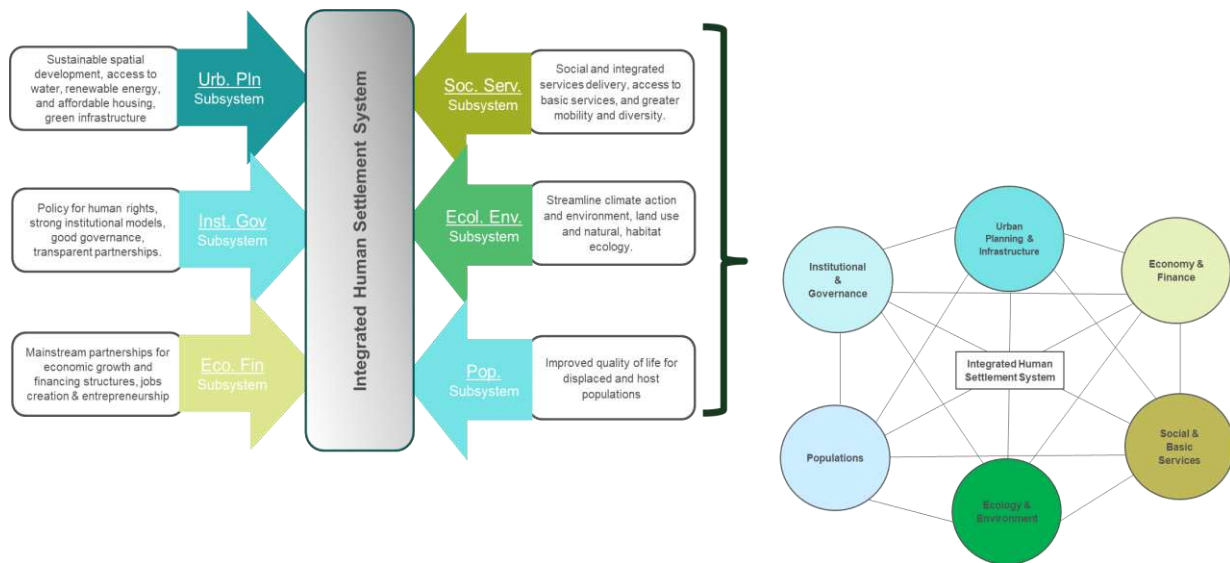 Sustainable spatial
development, access to
water, renewable energy,
and affordable housing,
green infrastructure
Urb. Pln
Subsystem
Policy for human rights,
strong institutional models,
good governance,
transparent partnerships.
Inst. Gov
Subsystem
Mainstream partnerships for
economic growth and
financing structures, jobs
creation & entrepreneurship
Eco. Fin
Subsystem
Integrated Human Settlement System
Soc. Serv.
Subsystem
Social and integrated
services delivery, access to
basic services, and greater
mobility and diversity.
Ecol. Env.
Subsystem
Streamline climate action
and environment, land use
and natural, habitat
ecology.
Pop.
Subsystem
Improved quality of life for
displaced and host
populations
Urban
Planning &
Infrastructure
Institutional
&
Governance
Economy &
Finance
Integrated Human
Settlement System
Populations
Social &
Basic
Services
Ecology &
Environment